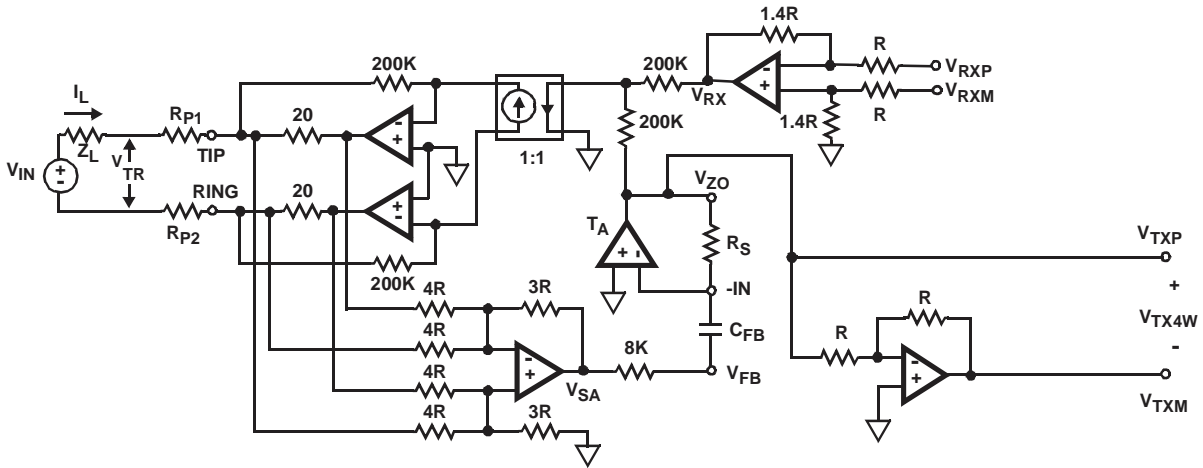 1.4R
R
V_RXP
V_RXM
R
1.4R
200K
V_RX
200K
1:1
200K
20
TIP
R_P1
I_L
Z_L
V_IN
+
-
V_TR
RING
20
R_P2
200K
-
+
+
-
-
+
V_ZO
T_A
+ -
R_S
-IN
C_FB
V_FB
8K
V_SA
4R
3R
4R
4R
4R
3R
-
+
R
R
-
+
V_TXP
+
V_TX4W
-
V_TXM